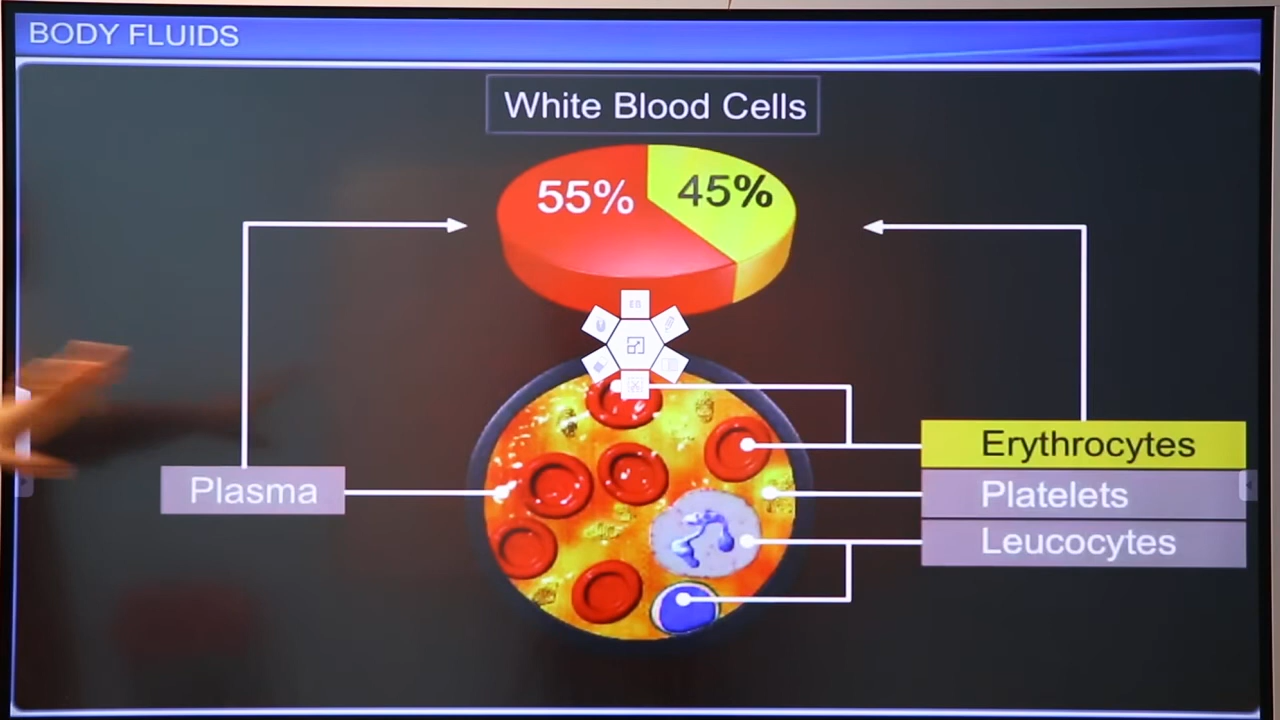 BODY FLUIDS
White Blood Cells
55%
45%
Erythrocytes
Plasma
Platelets
Leucocytes